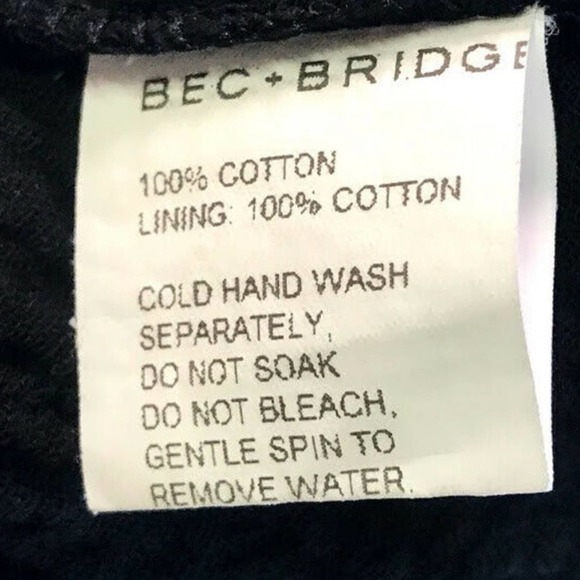 BEC+BRIDGE
100% COTTON
LINING: 100% COTTON
COLD HAND WASH
SEPARATELY,
DO NOT SOAK
DO NOT BLEACH,
GENTLE SPIN TO
REMOVE WATER.